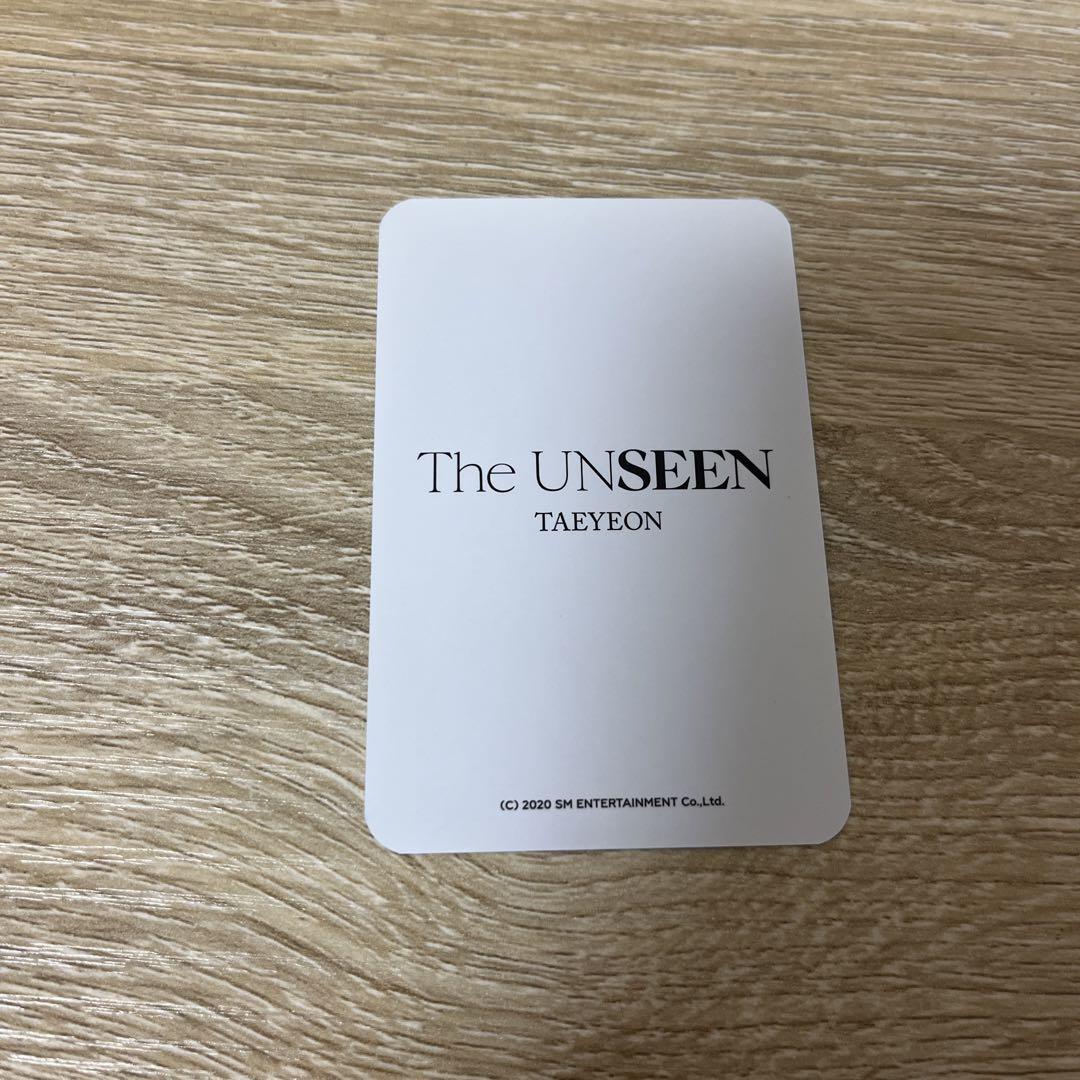 The UNSEEN
TAEYEON
(C) 2020 SM ENTERTAINMENT Co.,Ltd.